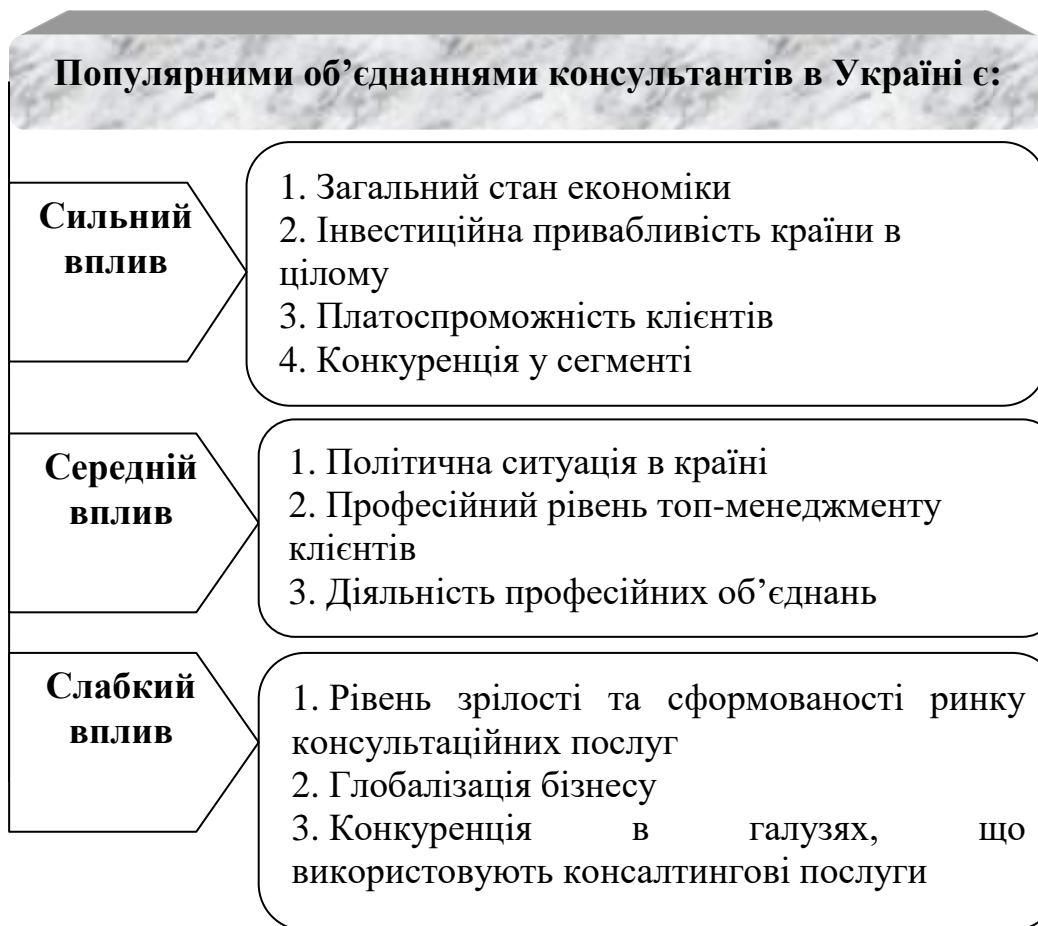 Популярними об’єднаннями консультантів в Україні є:
Сильний
вплив
1. Загальний стан економіки
2. Інвестиційна привабливість країни в
цілому
3. Платоспроможність клієнтів
4. Конкуренція у сегменті
Середній
вплив
1. Політична ситуація в країні
2. Професійний рівень топ-менеджменту
клієнтів
3. Діяльність професійних об’єднань
Слабкий
вплив
1. Рівень зрілості та сформованості ринку
консультаційних послуг
2. Глобалізація бізнесу
3. Конкуренція в галузях, що
використовують консалтингові послуги